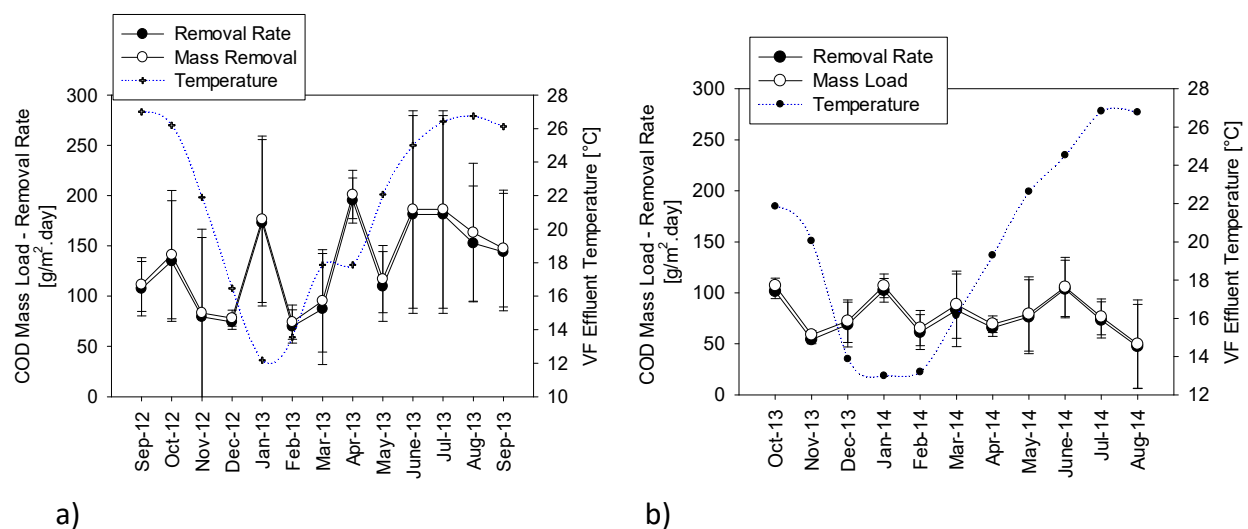 Removal Rate
Mass Removal
Temperature
COD Mass Load - Removal Rate
[g/m².day]
300
250
200
150
100
50
0
28
26
24
22
20
18
16
14
12
10
VF Effluent Temperature [°C]
Sep-12
Oct-12
Nov-12
Dec-12
Jan-13
Feb-13
Mar-13
Apr-13
May-13
June-13
Jul-13
Aug-13
Sep-13
a)
Removal Rate
Mass Load
Temperature
COD Mass Load - Removal Rate
[g/m².day]
300
250
200
150
100
50
0
28
26
24
22
20
18
16
14
12
VF Effluent Temperature [°C]
Oct-13
Nov-13
Dec-13
Jan-14
Feb-14
Mar-14
Apr-14
May-14
June-14
Jul-14
Aug-14
b)